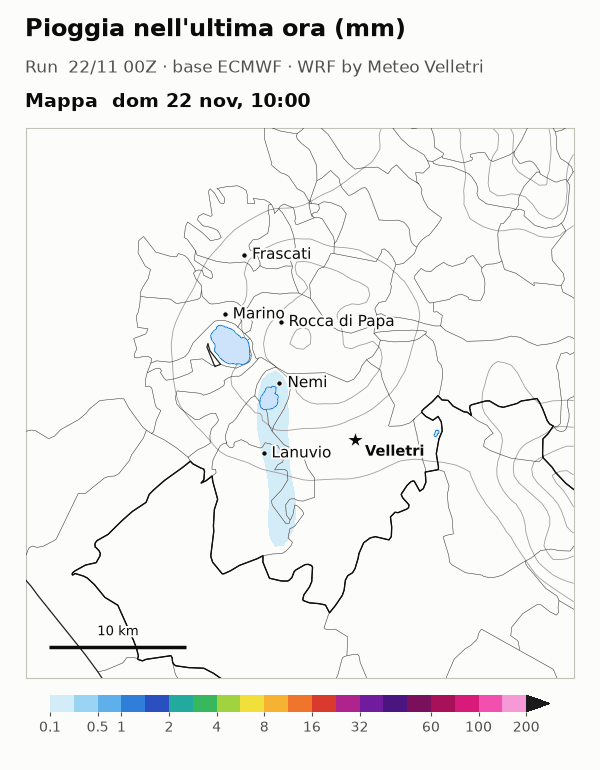 Pioggia nell'ultima ora (mm)
Run  22/11 00Z · base ECMWF · WRF by Meteo Velletri
Mappa  dom 22 nov, 10:00
Frascati
Marino
Rocca di Papa
Nemi
Velletri
Lanuvio
10 km
0.1 0.5 1 2 4 8 16 32 60 100 200